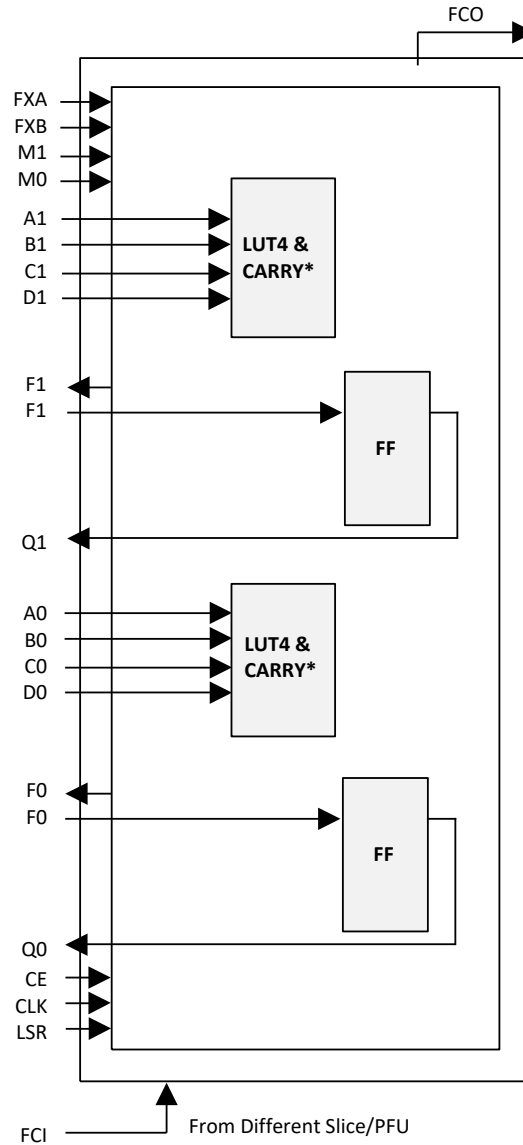 FCO
FXA
FXB
M1
M0
A1
B1
C1
D1
LUT4 &
CARRY*
F1
F1
FF
Q1
A0
B0
C0
D0
LUT4 &
CARRY*
F0
F0
FF
Q0
CE
CLK
LSR
From Different Slice/PFU
FCI